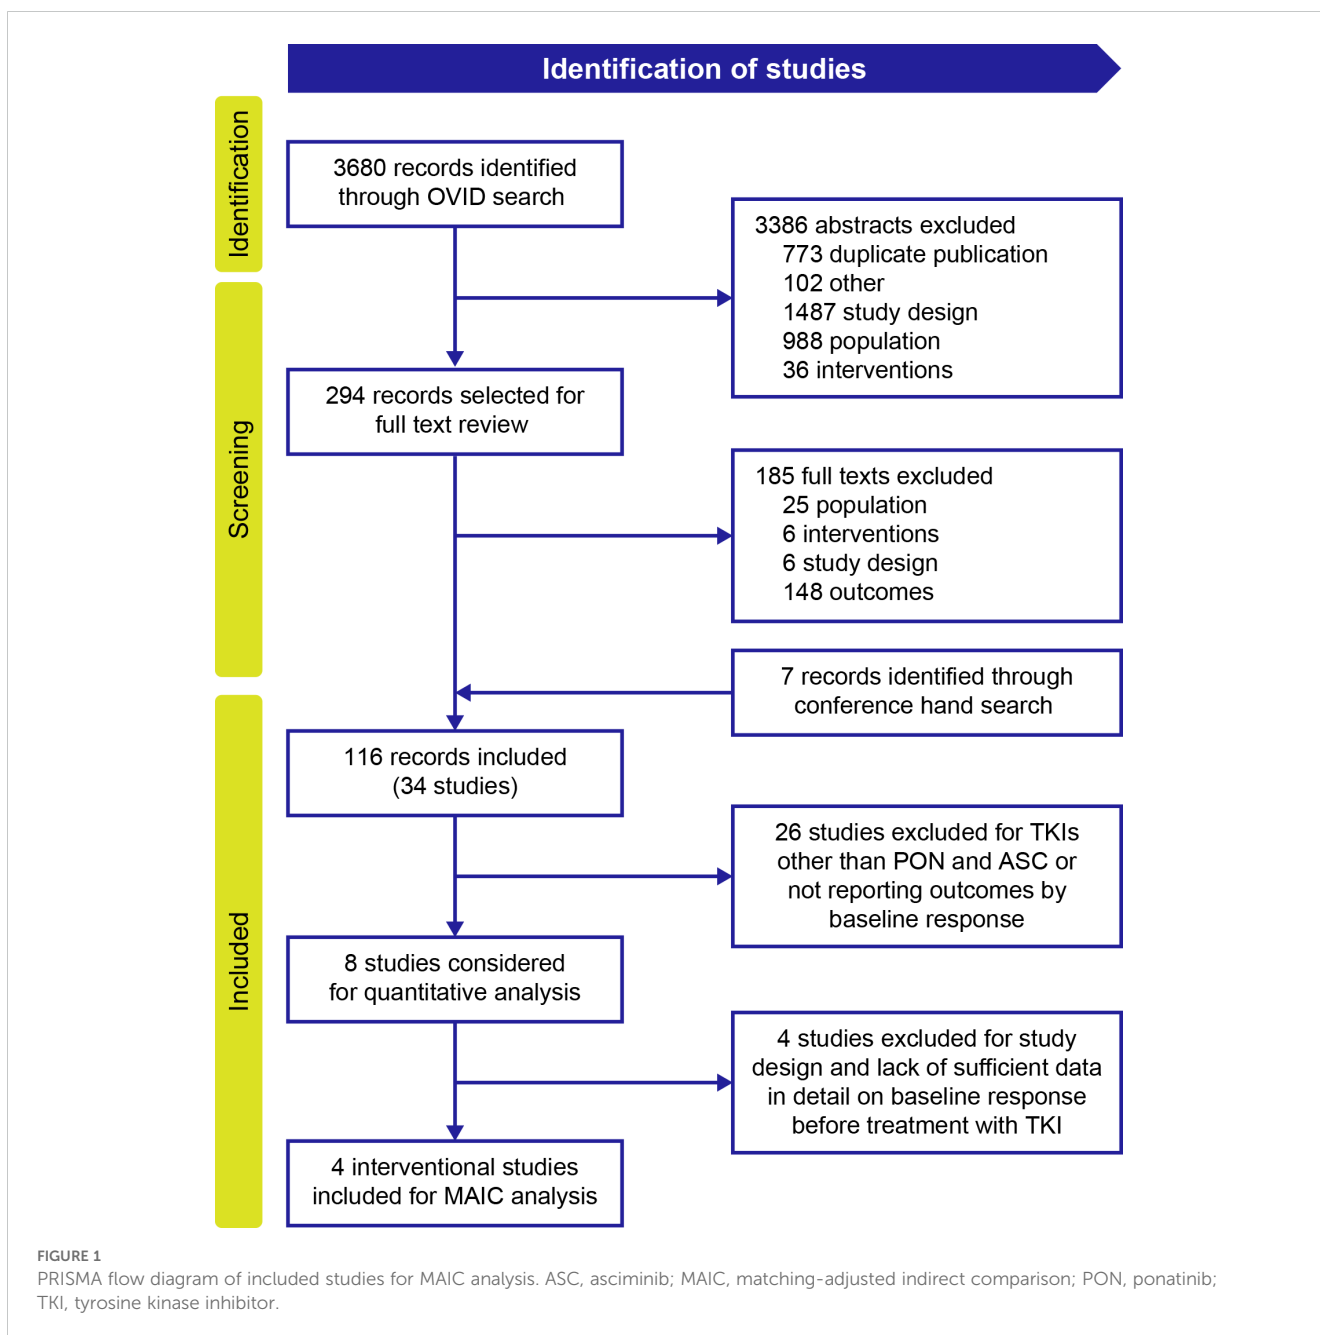 Identification of studies
Identification
3680 records identified
through OVID search
3386 abstracts excluded
773 duplicate publication
102 other
1487 study design
988 population
36 interventions
Screening
294 records selected for
full text review
185 full texts excluded
25 population
6 interventions
6 study design
148 outcomes
7 records identified through
conference hand search
Included
116 records included
(34 studies)
26 studies excluded for TKIs
other than PON and ASC or
not reporting outcomes by
baseline response
8 studies considered
for quantitative analysis
4 studies excluded for study
design and lack of sufficient data
in detail on baseline response
before treatment with TKI
4 interventional studies
included for MAIC analysis
FIGURE 1
PRISMA flow diagram of included studies for MAIC analysis. ASC, asciminib; MAIC, matching-adjusted indirect comparison; PON, ponatinib;
TKI, tyrosine kinase inhibitor.